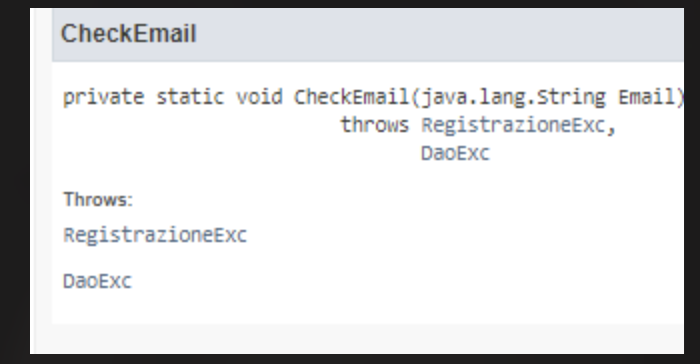 CheckEmail
private static void CheckEmail(java.lang.String Email)
throws RegistrazioneExc,
DaoExc
Throws:
RegistrazioneExc
DaoExc